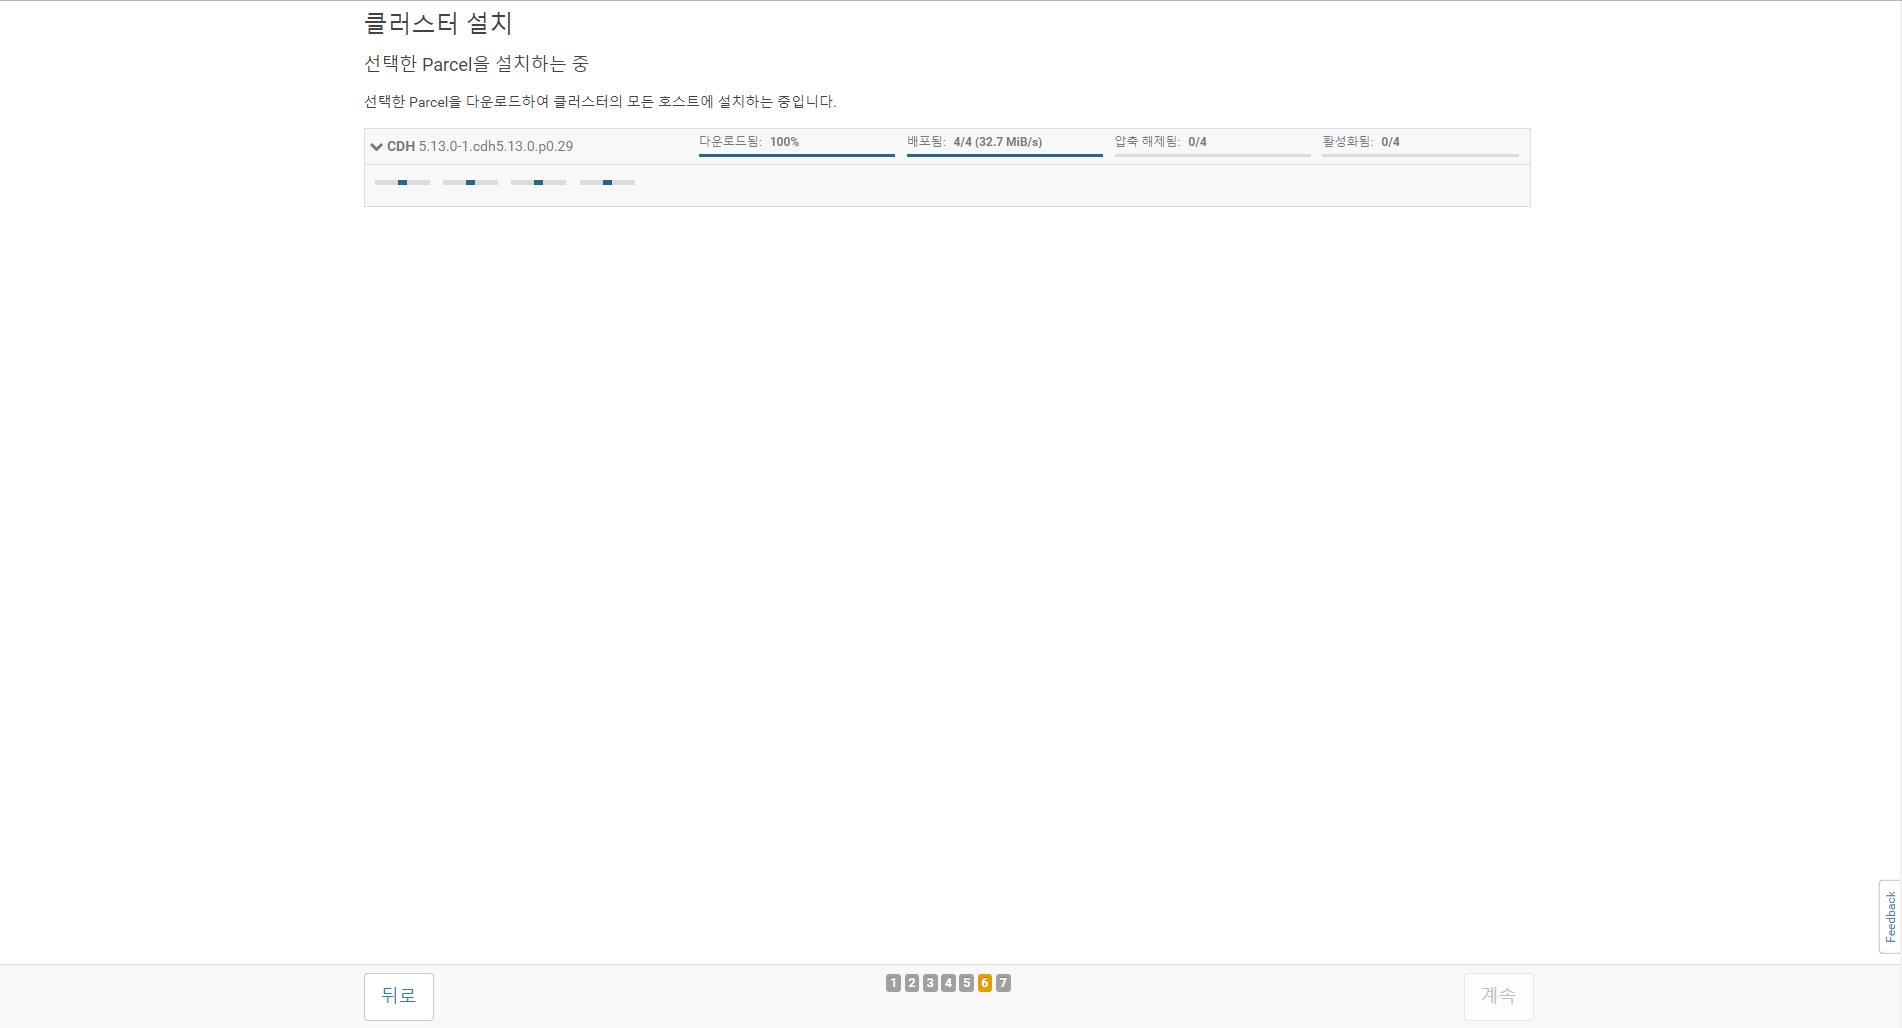 클러스터 설치
선택한 Parcel을 설치하는 중
선택한 Parcel을 다운로드하여 클러스터의 모든 호스트에 설치하는 중입니다.
CDH 5.13.0-1.cdh5.13.0.p0.29 다운로드됨: 100% 배포됨: 4/4 (32.7 MiB/s) 압축 해제됨: 0/4 활성화됨: 0/4
Feedback
뒤로 1 2 3 4 5 6 7 계속